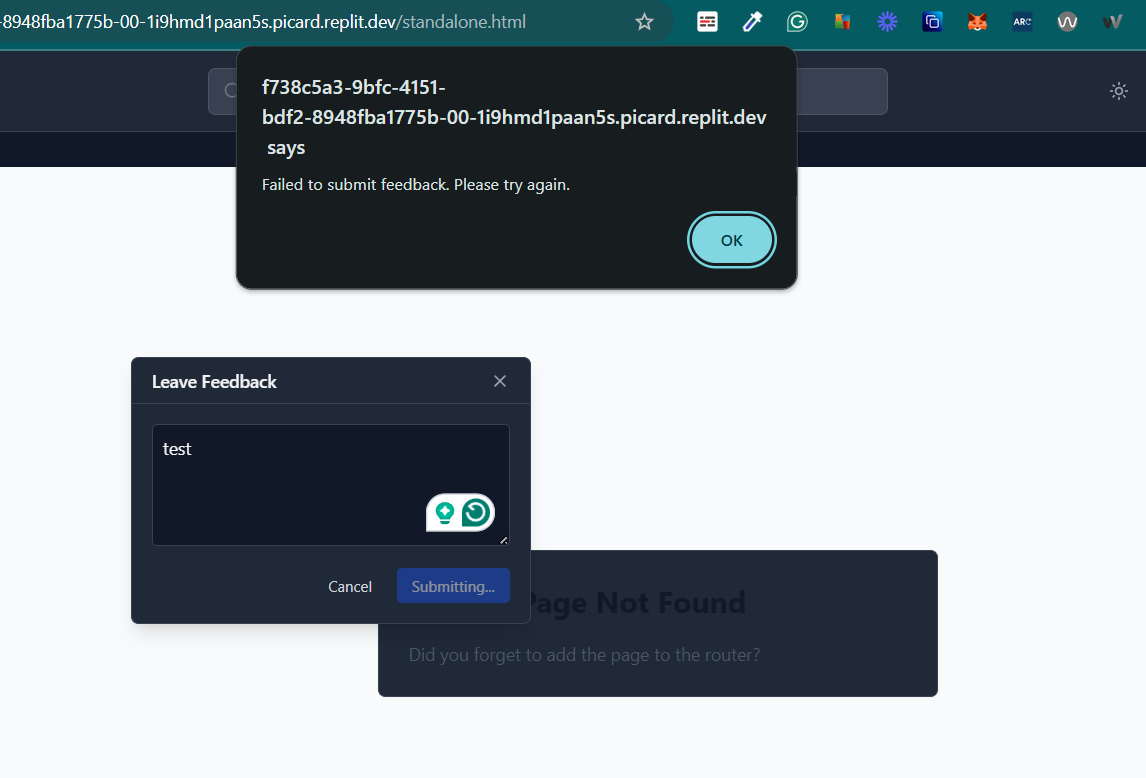 -8948fba1775b-00-1i9hmd1paan5s.picard.replit.dev/standalone.html
ARC
f738c5a3-9bfc-4151-
bdf2-8948fba1775b-00-1i9hmd1paan5s.picard.replit.dev
says
Failed to submit feedback. Please try again.
OK
Leave Feedback
test
Cancel
Submitting...
Page Not Found
Did you forget to add the page to the router?